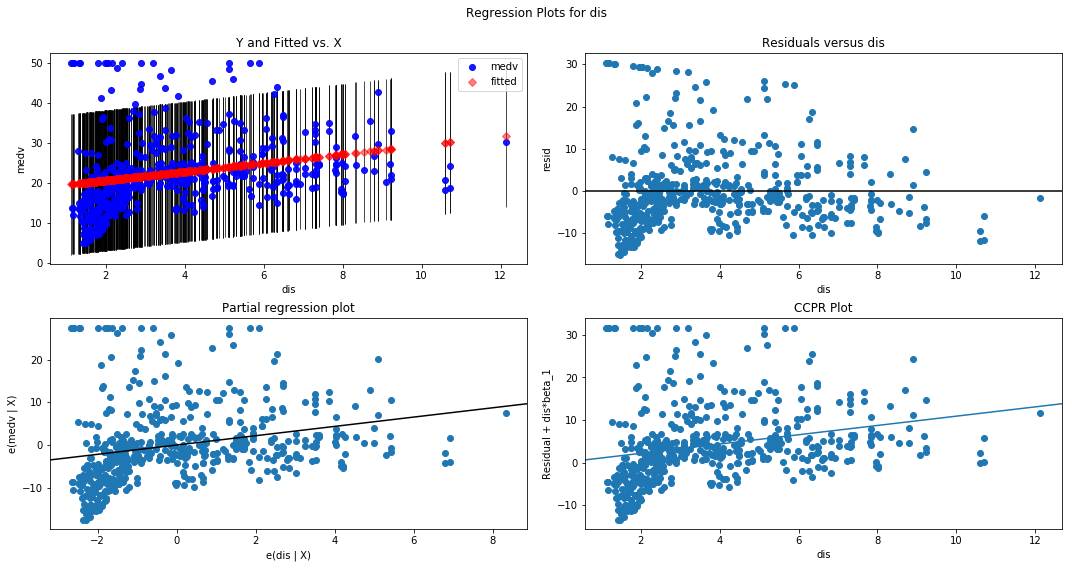 Regression Plots for dis
Y and Fitted vs. X
50
40
30
20
10
0
medv
2 4 6 8 10 12
dis
medv
fitted
Residuals versus dis
30
20
10
0
−10
resid
2 4 6 8 10 12
dis
Partial regression plot
20
10
0
−10
e(medv | X)
−2 0 2 4 6 8
e(dis | X)
CCPR Plot
30
20
10
0
−10
Residual + dis*beta_1
2 4 6 8 10 12
dis